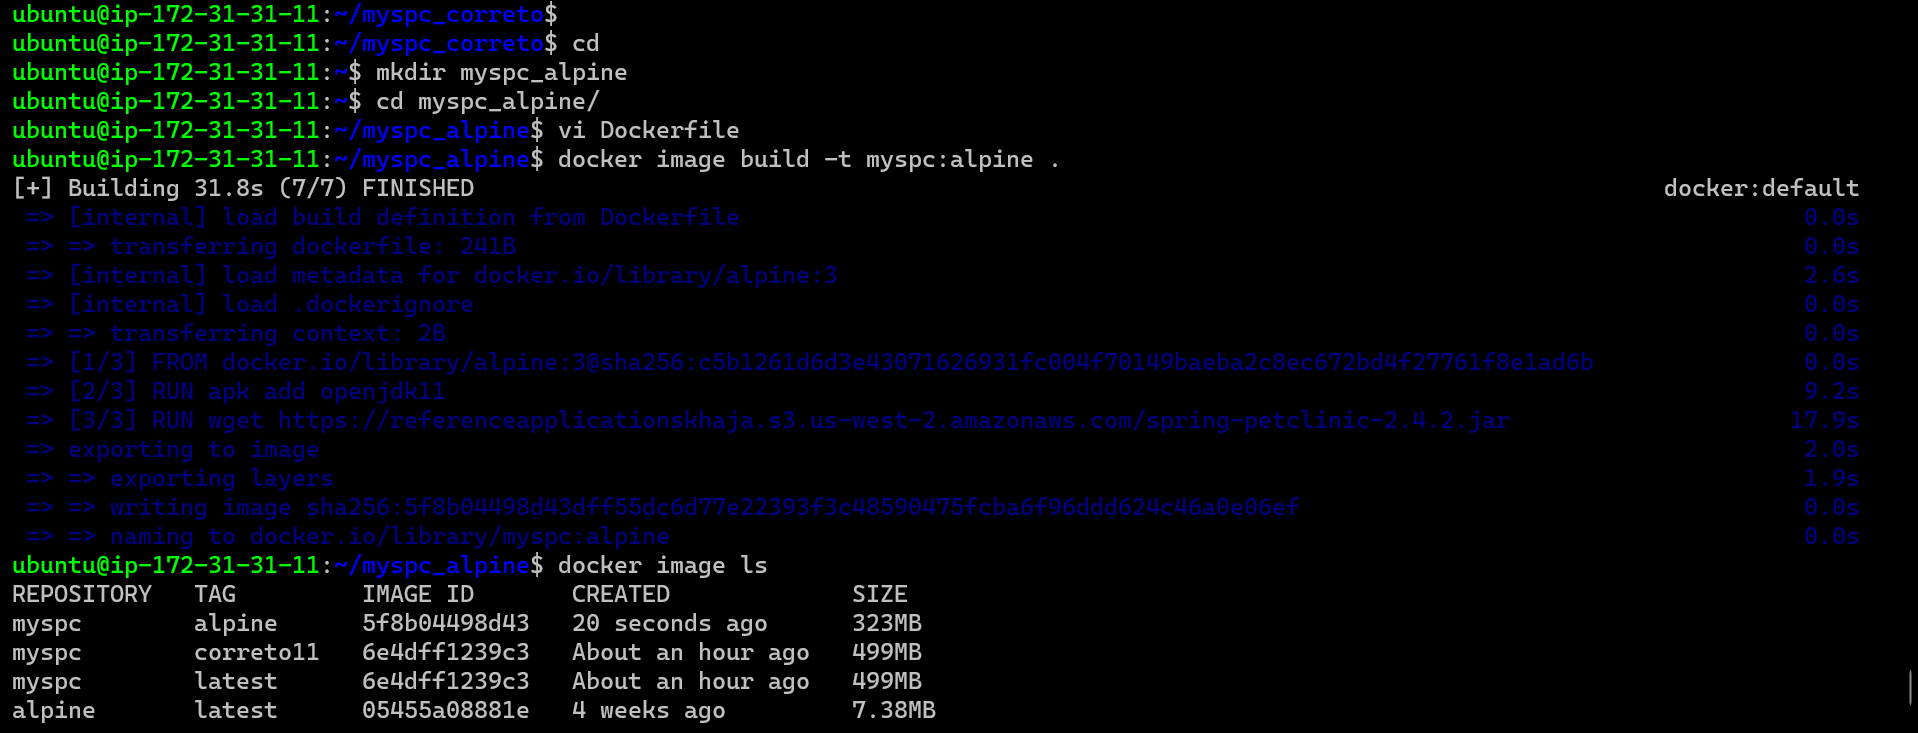 ubuntu@ip-172-31-31-11:~/myspc_correto$
ubuntu@ip-172-31-31-11:~/myspc_correto$ cd
ubuntu@ip-172-31-31-11:~$ mkdir myspc_alpine
ubuntu@ip-172-31-31-11:~$ cd myspc_alpine/
ubuntu@ip-172-31-31-11:~/myspc_alpine$ vi Dockerfile
ubuntu@ip-172-31-31-11:~/myspc_alpine$ docker image build -t myspc:alpine .
[+] Building 31.8s (7/7) FINISHED docker:default
=> [internal] load build definition from Dockerfile 0.0s
=> => transferring dockerfile: 241B 0.0s
=> [internal] load metadata for docker.io/library/alpine:3 2.6s
=> [internal] load .dockerignore 0.0s
=> => transferring context: 2B 0.0s
=> [1/3] FROM docker.io/library/alpine:3@sha256:c5b1261d6d3e43071626931fc004f70149baeba2c8ec672bd4f27761f8e1ad6b 0.0s
=> [2/3] RUN apk add openjdk11 9.2s
=> [3/3] RUN wget https://referenceapplicationskhaja.s3.us-west-2.amazonaws.com/spring-petclinic-2.4.2.jar 17.9s
=> exporting to image 2.0s
=> => exporting layers 1.9s
=> => writing image sha256:5f8b04498d43dff55dc6d77e22393f3c48590475fcba6f96ddd624c46a0e06ef 0.0s
=> => naming to docker.io/library/myspc:alpine 0.0s
ubuntu@ip-172-31-31-11:~/myspc_alpine$ docker image ls
REPOSITORY TAG IMAGE ID CREATED SIZE
myspc alpine 5f8b04498d43 20 seconds ago 323MB
myspc correto11 6e4dff1239c3 About an hour ago 499MB
myspc latest 6e4dff1239c3 About an hour ago 499MB
alpine latest 05455a08881e 4 weeks ago 7.38MB